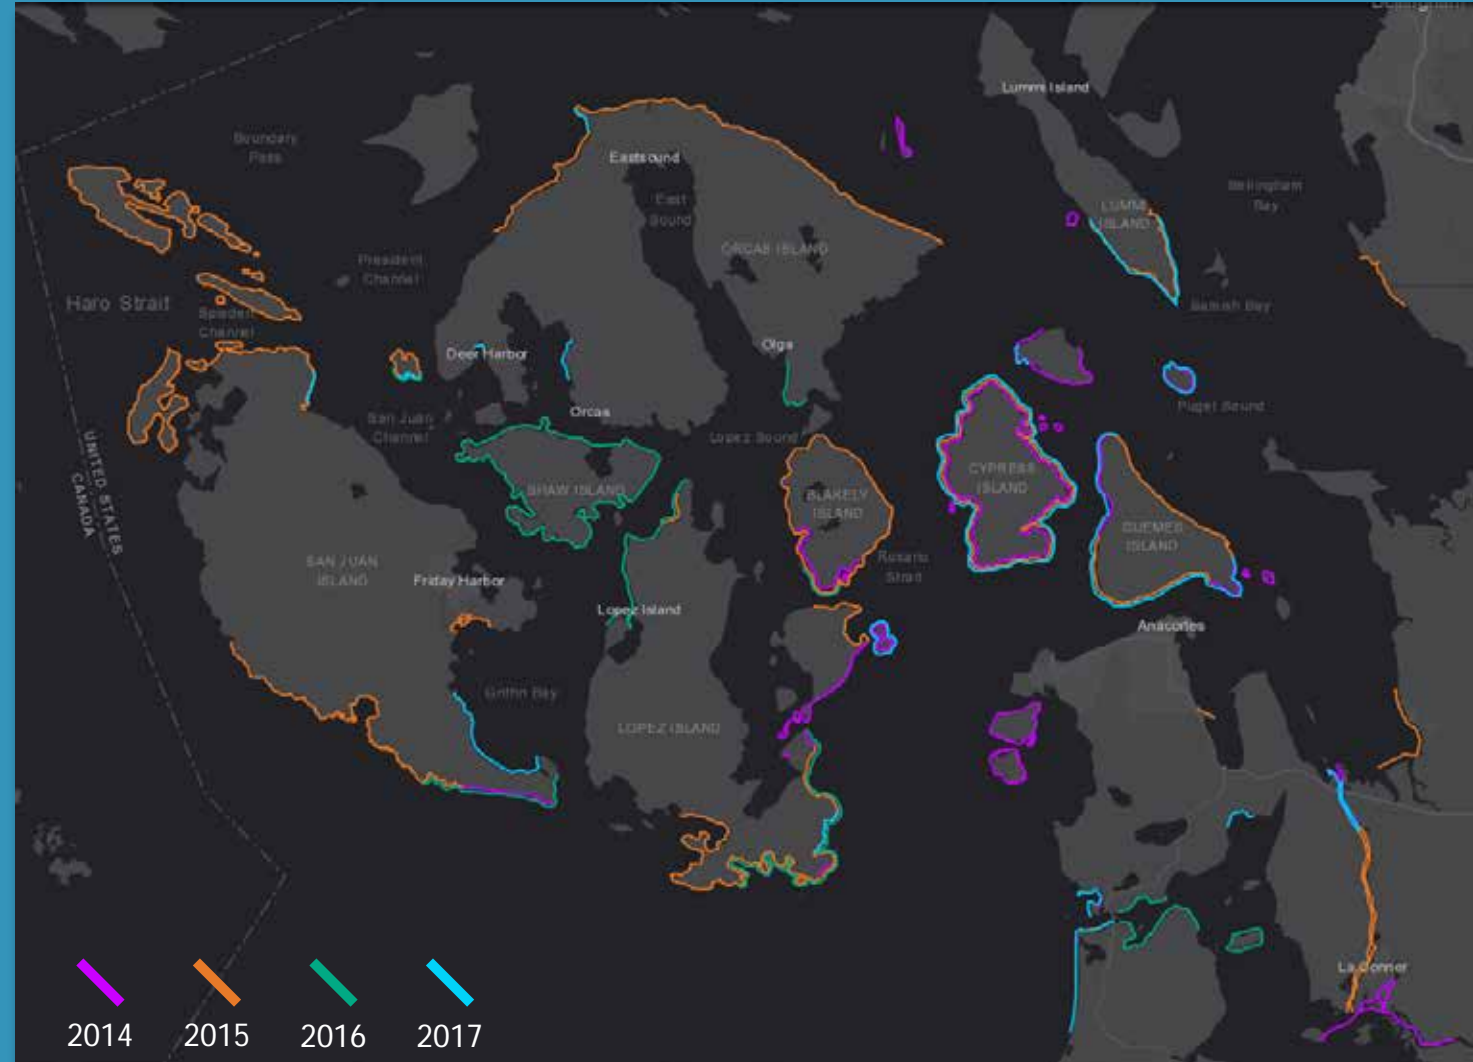 Bellingham
Lummi Island
Boundary
Pass
Eastsound
East
Sound
Bellingham
Bay
LUMMI
ISLAND
ORCAS ISLAND
President
Channel
Haro Strait
Spieden
Channel
Samish Bay
Deer Harbor
Olga
Orcas
San Juan
Channel
Lopez Sound
Puget Sound
UNITED STATES
CANADA
SHAW ISLAND
BLAKELY
ISLAND
CYPRESS
ISLAND
GUEMES
ISLAND
SAN JUAN
ISLAND
Friday Harbor
Rosario
Strait
Lopez Island
Anacortes
Griffin Bay
LOPEZ ISLAND
La Conner
2014
2015
2016
2017